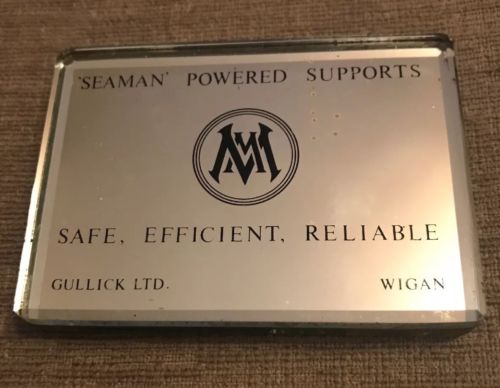 'SEAMAN' POWERED SUPPORTS
SAFE, EFFICIENT, RELIABLE
GULLICK LTD. WIGAN